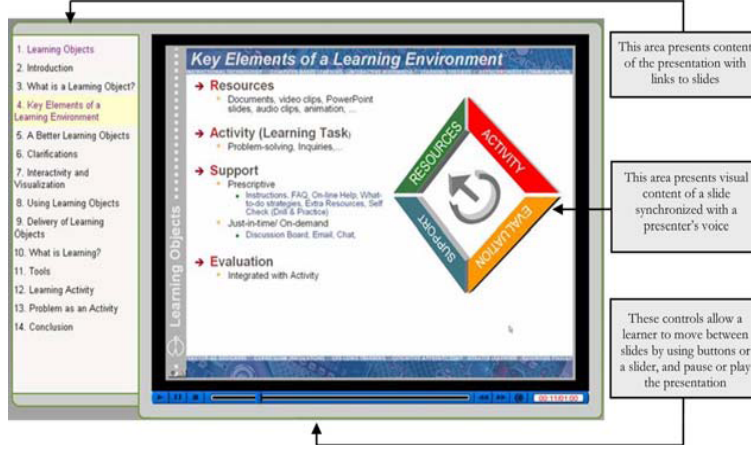 1. Learning Objects
2. Introduction
3. What is a Learning Object?
4. Key Elements of a
Learning Environment
5. A Better Learning Objects
6. Clarifications
7. Interactivity and
Visualization
8. Using Learning Objects
9. Delivery of Learning
Objects
10. What is Learning?
11. Tools
12. Learning Activity
13. Problem as an Activity
14. Conclusion
Learning Objects
Key Elements of a Learning Environment
Resources
Documents, video clips, PowerPoint
slides, audio clips, animation, ...
Activity (Learning Task)
Problem-solving, Inquiries,...
Support
Prescriptive
Instructions, FAQ, On-line Help, What-
to-do strategies, Extra Resources, Self
Check (Drill & Practice)
Just-in-time/ On-demand
Discussion Board, Email, Chat,
Evaluation
Integrated with Activity
RESOURCES
ACTIVITY
SUPPORT
EVALUATION
00:11/01:00
This area presents content
of the presentation with
links to slides
This area presents visual
content of a slide
synchronized with a
presenter's voice
These controls allow a
learner to move between
slides by using buttons or
a slider, and pause or play
the presentation